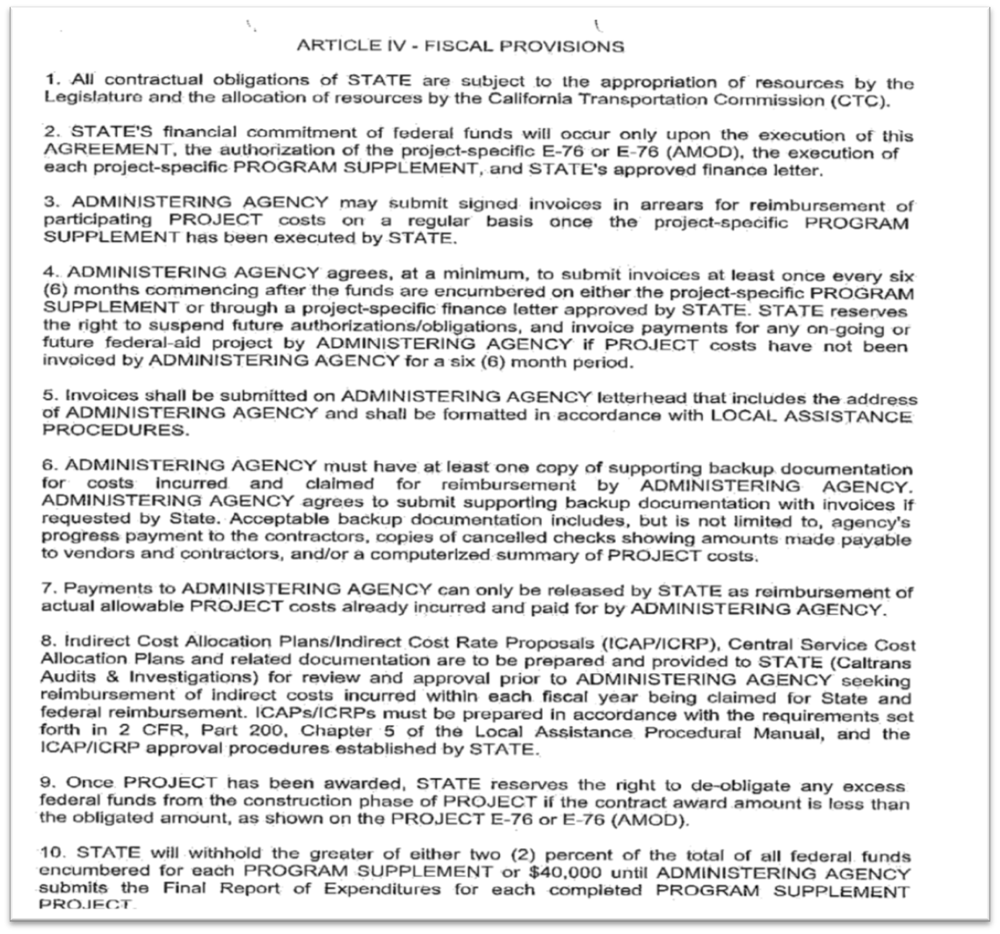 ARTICLE IV - FISCAL PROVISIONS
1. All contractual obligations of STATE are subject to the appropriation of resources by the
Legislature and the allocation of resources by the California Transportation Commission (CTC).
2. STATE'S financial commitment of federal funds will occur only upon the execution of this
AGREEMENT, the authorization of the project-specific E-76 or E-76 (AMOD), the execution of
each project-specific PROGRAM SUPPLEMENT, and STATE's approved finance letter.
3. ADMINISTERING AGENCY may submit signed invoices in arrears for reimbursement of
participating PROJECT costs on a regular basis once the project-specific PROGRAM
SUPPLEMENT has been executed by STATE.
4. ADMINISTERING AGENCY agrees, at a minimum, to submit invoices at least once every six
(6) months commencing after the funds are encumbered on either the project-specific PROGRAM
SUPPLEMENT or through a project-specific finance letter approved by STATE. STATE reserves
the right to suspend future authorizations/obligations, and invoice payments for any on-going or
future federal-aid project by ADMINISTERING AGENCY if PROJECT costs have not been
invoiced by ADMINISTERING AGENCY for a six (6) month period.
5. Invoices shall be submitted on ADMINISTERING AGENCY letterhead that includes the address
of ADMINISTERING AGENCY and shall be formatted in accordance with LOCAL ASSISTANCE
PROCEDURES.
6. ADMINISTERING AGENCY must have at least one copy of supporting backup documentation
for costs incurred and claimed for reimbursement by ADMINISTERING AGENCY.
ADMINISTERING AGENCY agrees to submit supporting backup documentation with invoices if
requested by State. Acceptable backup documentation includes, but is not limited to, agency's
progress payment to the contractors, copies of cancelled checks showing amounts made payable
to vendors and contractors, and/or a computerized summary of PROJECT costs.
7. Payments to ADMINISTERING AGENCY can only be released by STATE as reimbursement of
actual allowable PROJECT costs already incurred and paid for by ADMINISTERING AGENCY.
8. Indirect Cost Allocation Plans/Indirect Cost Rate Proposals (ICAP/ICRP), Central Service Cost
Allocation Plans and related documentation are to be prepared and provided to STATE (Caltrans
Audits & Investigations) for review and approval prior to ADMINISTERING AGENCY seeking
reimbursement of indirect costs incurred within each fiscal year being claimed for State and
federal reimbursement. ICAPs/ICRPs must be prepared in accordance with the requirements set
forth in 2 CFR, Part 200, Chapter 5 of the Local Assistance Procedural Manual, and the
ICAP/ICRP approval procedures established by STATE.
9. Once PROJECT has been awarded, STATE reserves the right to de-obligate any excess
federal funds from the construction phase of PROJECT if the contract award amount is less than
the obligated amount, as shown on the PROJECT E-76 or E-76 (AMOD).
10. STATE will withhold the greater of either two (2) percent of the total of all federal funds
encumbered for each PROGRAM SUPPLEMENT or $40,000 until ADMINISTERING AGENCY
submits the Final Report of Expenditures for each completed PROGRAM SUPPLEMENT
PROJECT.